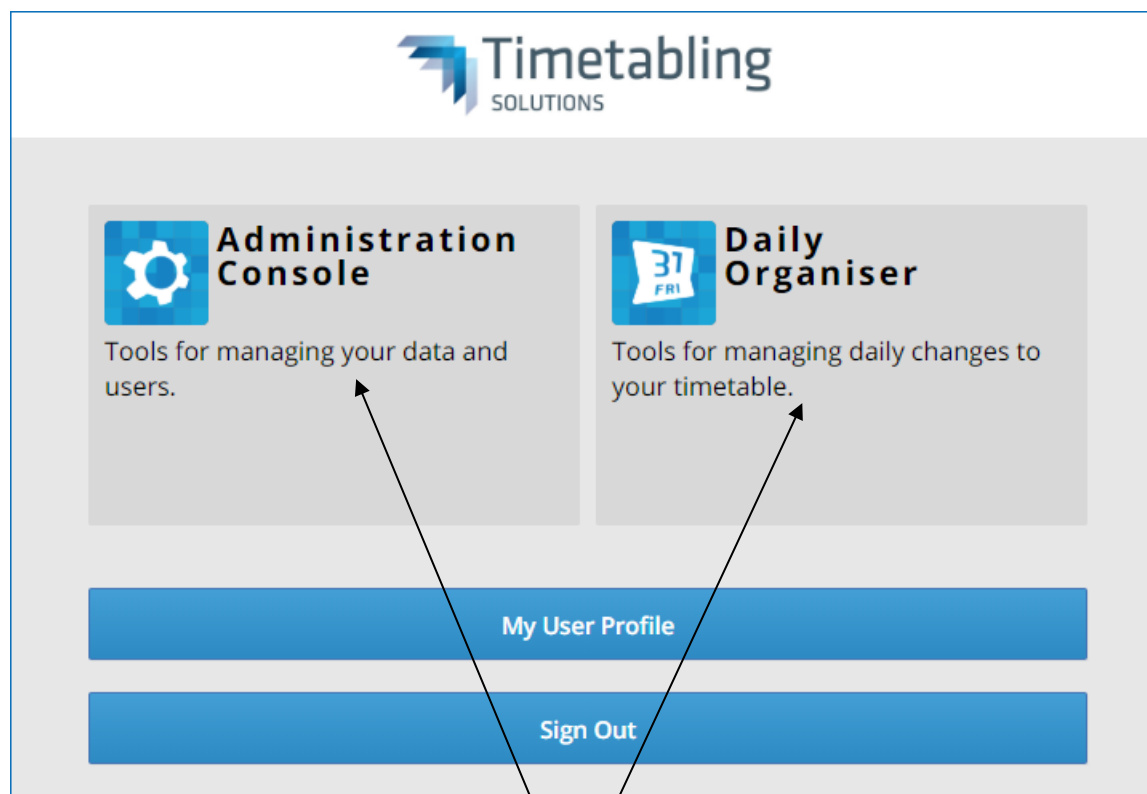 Timetabling
SOLUTIONS
Administration
Console
Tools for managing your data and
users.
Daily
Organiser
31
FRI
Tools for managing daily changes to
your timetable.
My User Profile
Sign Out